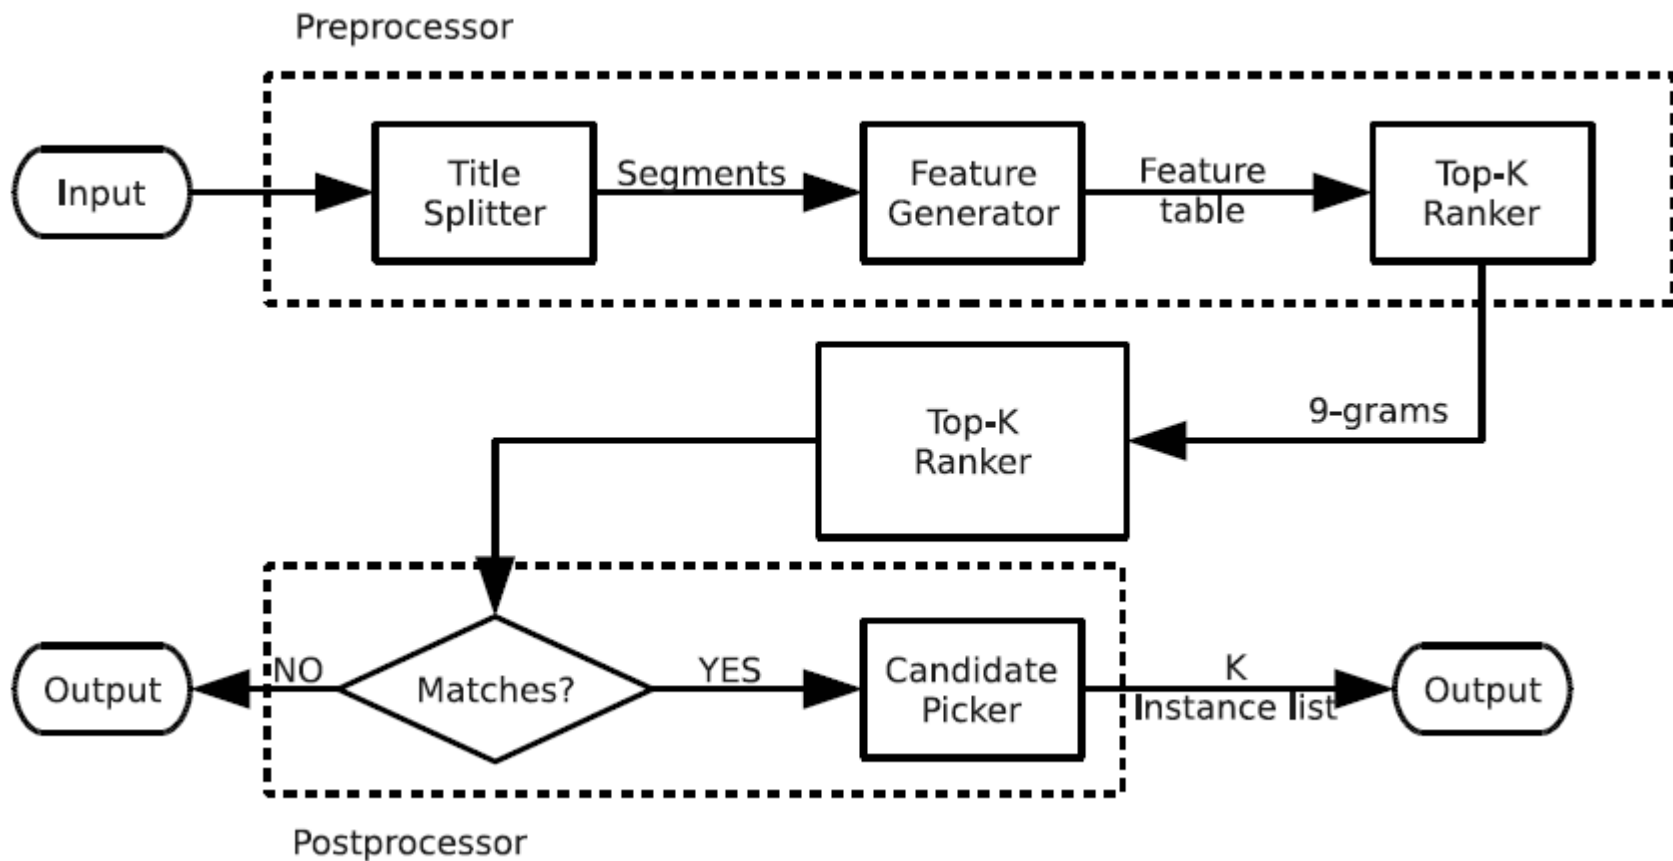 Preprocessor
Input
Title
Splitter
Segments
Feature
Generator
Feature
table
Top-K
Ranker
9-grams
Top-K
Ranker
Output
NO
Matches?
YES
Candidate
Picker
K
Instance list
Output
Postprocessor